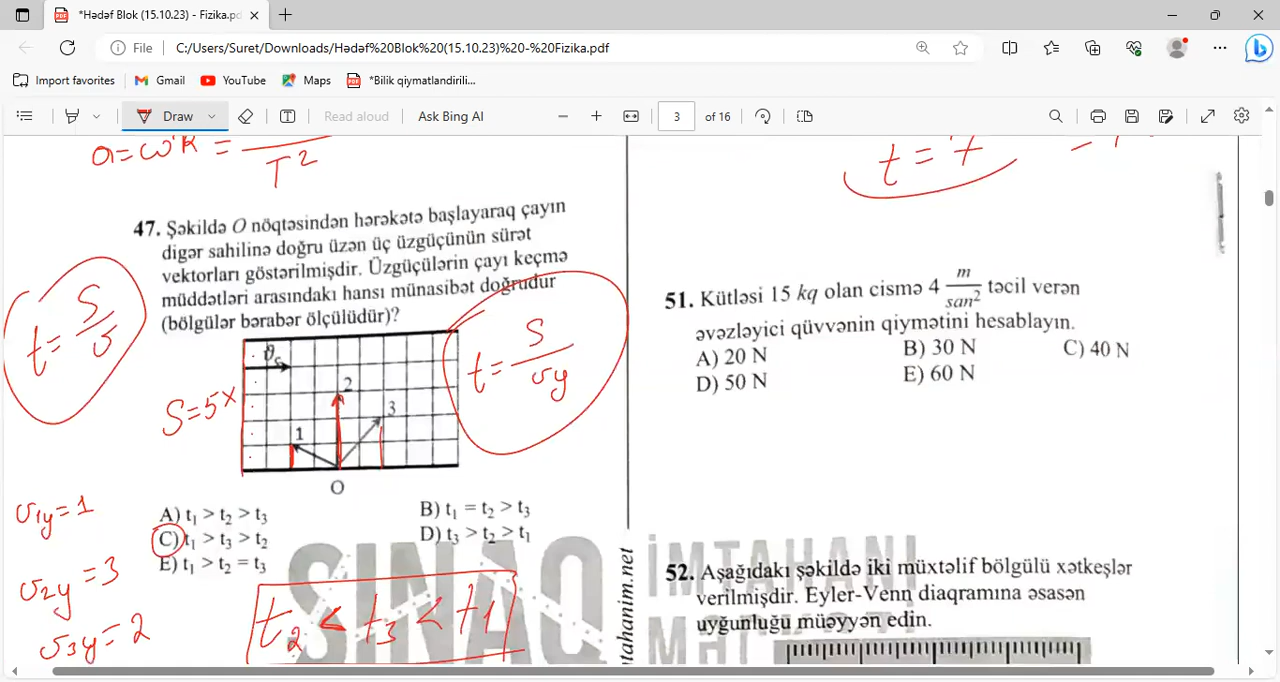 *Hədəf Blok (15.10.23) - Fizika.pd
File
C:/Users/Suret/Downloads/Hədəf%20Blok%20(15.10.23)%20-%20Fizika.pdf
Import favorites
Gmail
YouTube
Maps
*Bilik qiymatlandirili...
Draw
Read aloud
Ask Bing AI
3
of 16
a=ω²R =
T²
47. Şəkildə O nöqtəsindən hərəkətə başlayaraq çayın
digər sahilinə doğru üzən üç üzgüçünün sürət
vektorları göstərilmişdir. Üzgüçülərin çayı keçmə
müddətləri arasındakı hansı münasibət doğrudur
(bölgülər bərabər ölçülüdür)?
t=S/υ
t=S/υy
S=5x
1
2
3
O
A) t₁ > t₂ > t₃
B) t₁ = t₂ > t₃
C) t₁ > t₃ > t₂
D) t₃ > t₂ > t₁
E) t₁ > t₂ = t₃
υ1y=1
υ2y=3
υ3y=2
t2 < t3 < t1
t = 7
51. Kütləsi 15 kq olan cismə 4 m/san² təcil verən
əvəzləyici qüvvənin qiymətini hesablayın.
A) 20 N
B) 30 N
C) 40 N
D) 50 N
E) 60 N
SINAQ
İMTAHANI
tahanim.net
52. Aşağıdakı şəkildə iki müxtəlif bölgülü xətkeşlər
verilmişdir. Eyler-Venn diaqramına əsasən
uyğunluğu müəyyən edin.